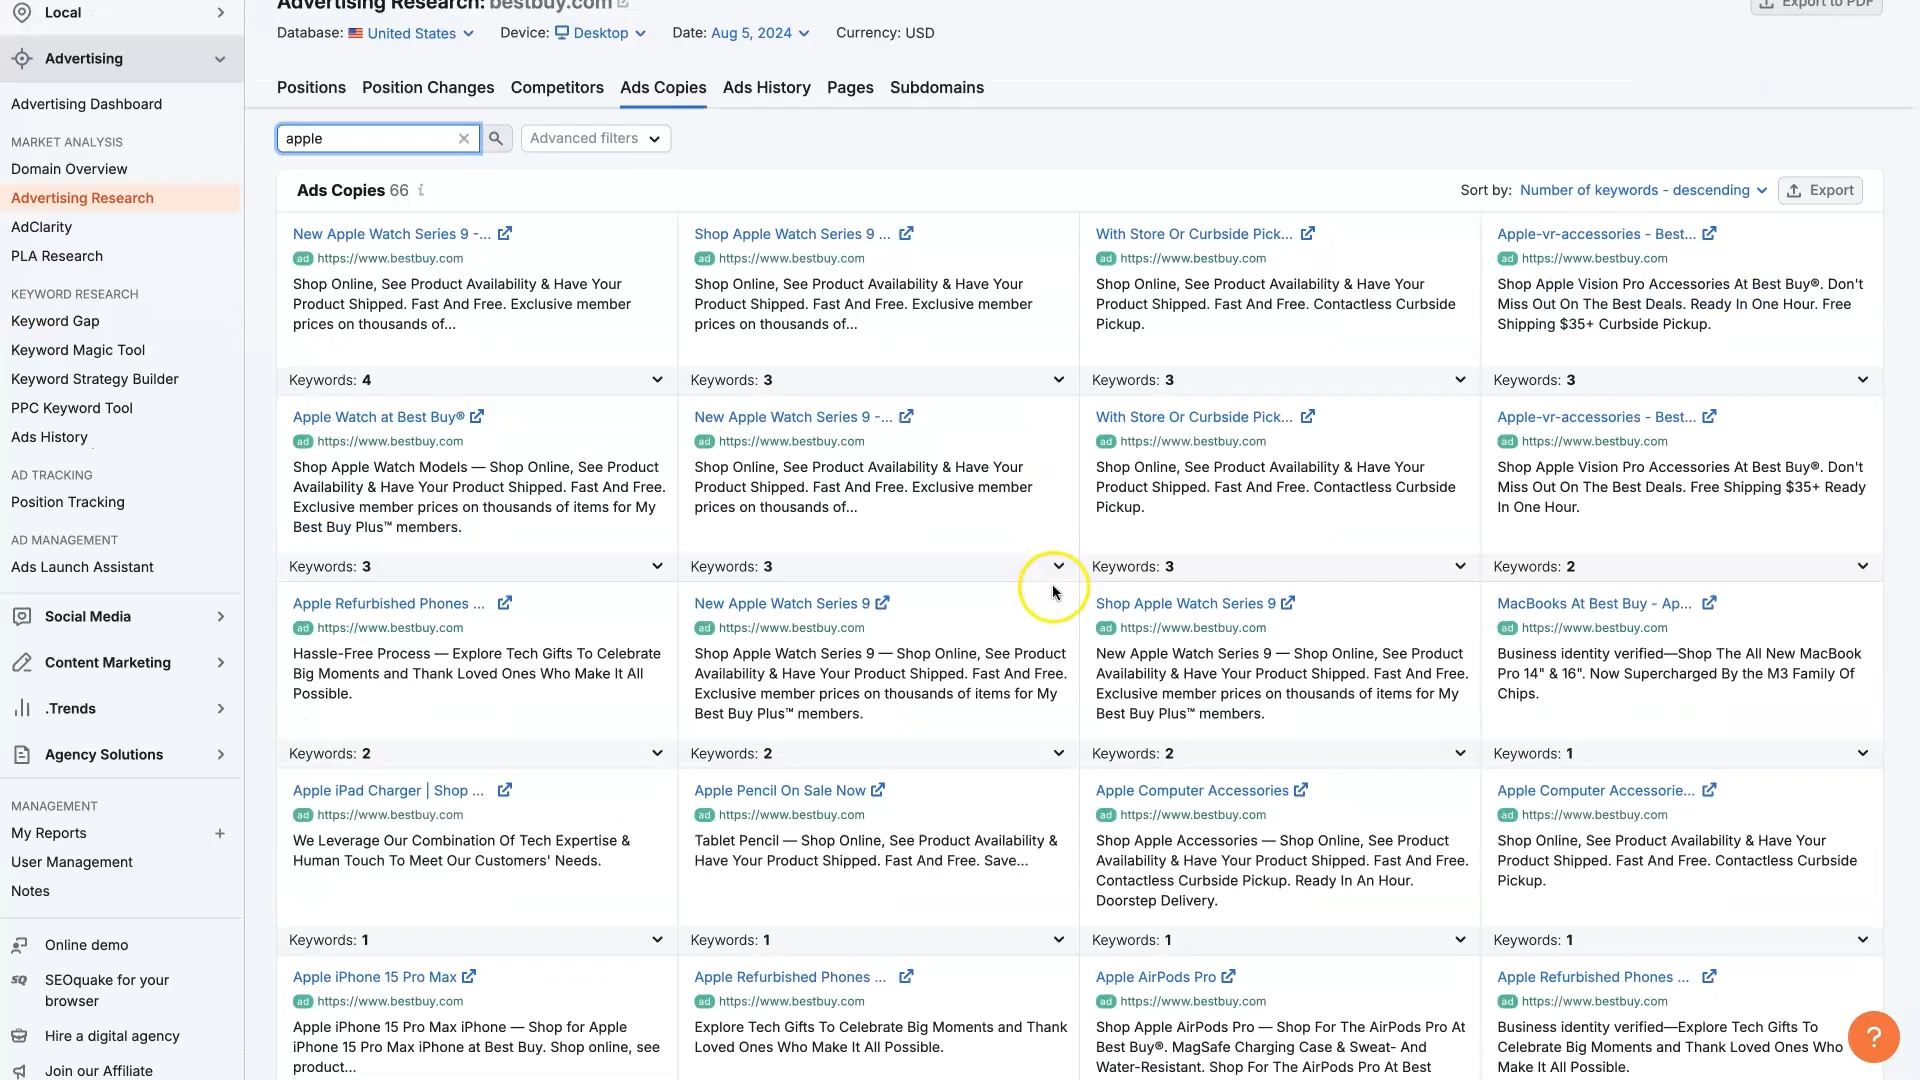 Local
Advertising
Advertising Dashboard
MARKET ANALYSIS
Domain Overview
Advertising Research
AdClarity
PLA Research
KEYWORD RESEARCH
Keyword Gap
Keyword Magic Tool
Keyword Strategy Builder
PPC Keyword Tool
Ads History
AD TRACKING
Position Tracking
AD MANAGEMENT
Ads Launch Assistant
Social Media
Content Marketing
.Trends
Agency Solutions
MANAGEMENT
My Reports +
User Management
Notes
Online demo
SEOquake for your
browser
Hire a digital agency
Join our Affiliate
Advertising Research: bestbuy.com
Export to PDF
Database: United States Device: Desktop Date: Aug 5, 2024 Currency: USD
Positions Position Changes Competitors Ads Copies Ads History Pages Subdomains
apple Advanced filters
Ads Copies 66 i
Sort by: Number of keywords - descending Export
New Apple Watch Series 9 -...
ad https://www.bestbuy.com
Shop Online, See Product Availability & Have Your
Product Shipped. Fast And Free. Exclusive member
prices on thousands of...
Keywords: 4
Shop Apple Watch Series 9 ...
ad https://www.bestbuy.com
Shop Online, See Product Availability & Have Your
Product Shipped. Fast And Free. Exclusive member
prices on thousands of...
Keywords: 3
With Store Or Curbside Pick...
ad https://www.bestbuy.com
Shop Online, See Product Availability & Have Your
Product Shipped. Fast And Free. Contactless Curbside
Pickup.
Keywords: 3
Apple-vr-accessories - Best...
ad https://www.bestbuy.com
Shop Apple Vision Pro Accessories At Best Buy®. Don't
Miss Out On The Best Deals. Ready In One Hour. Free
Shipping $35+ Curbside Pickup.
Keywords: 3
Apple Watch at Best Buy®
ad https://www.bestbuy.com
Shop Apple Watch Models — Shop Online, See Product
Availability & Have Your Product Shipped. Fast And Free.
Exclusive member prices on thousands of items for My
Best Buy Plus™ members.
Keywords: 3
New Apple Watch Series 9 -...
ad https://www.bestbuy.com
Shop Online, See Product Availability & Have Your
Product Shipped. Fast And Free. Exclusive member
prices on thousands of...
Keywords: 3
With Store Or Curbside Pick...
ad https://www.bestbuy.com
Shop Online, See Product Availability & Have Your
Product Shipped. Fast And Free. Contactless Curbside
Pickup.
Keywords: 3
Apple-vr-accessories - Best...
ad https://www.bestbuy.com
Shop Apple Vision Pro Accessories At Best Buy®. Don't
Miss Out On The Best Deals. Free Shipping $35+ Ready
In One Hour.
Keywords: 2
Apple Refurbished Phones ...
ad https://www.bestbuy.com
Hassle-Free Process — Explore Tech Gifts To Celebrate
Big Moments and Thank Loved Ones Who Make It All
Possible.
Keywords: 2
New Apple Watch Series 9
ad https://www.bestbuy.com
Shop Apple Watch Series 9 — Shop Online, See Product
Availability & Have Your Product Shipped. Fast And Free.
Exclusive member prices on thousands of items for My
Best Buy Plus™ members.
Keywords: 2
Shop Apple Watch Series 9
ad https://www.bestbuy.com
New Apple Watch Series 9 — Shop Online, See Product
Availability & Have Your Product Shipped. Fast And Free.
Exclusive member prices on thousands of items for My
Best Buy Plus™ members.
Keywords: 2
MacBooks At Best Buy - Ap...
ad https://www.bestbuy.com
Business identity verified—Shop The All New MacBook
Pro 14" & 16". Now Supercharged By the M3 Family Of
Chips.
Keywords: 1
Apple iPad Charger | Shop ...
ad https://www.bestbuy.com
We Leverage Our Combination Of Tech Expertise &
Human Touch To Meet Our Customers' Needs.
Keywords: 1
Apple Pencil On Sale Now
ad https://www.bestbuy.com
Tablet Pencil — Shop Online, See Product Availability &
Have Your Product Shipped. Fast And Free. Save...
Keywords: 1
Apple Computer Accessories
ad https://www.bestbuy.com
Shop Apple Accessories — Shop Online, See Product
Availability & Have Your Product Shipped. Fast And Free.
Contactless Curbside Pickup. Ready In An Hour.
Doorstep Delivery.
Keywords: 1
Apple Computer Accessorie...
ad https://www.bestbuy.com
Shop Online, See Product Availability & Have Your
Product Shipped. Fast And Free. Contactless Curbside
Pickup.
Keywords: 1
Apple iPhone 15 Pro Max
ad https://www.bestbuy.com
Apple iPhone 15 Pro Max iPhone — Shop for Apple
iPhone 15 Pro Max iPhone at Best Buy. Shop online, see
product...
Apple Refurbished Phones ...
ad https://www.bestbuy.com
Explore Tech Gifts To Celebrate Big Moments and Thank
Loved Ones Who Make It All Possible.
Apple AirPods Pro
ad https://www.bestbuy.com
Shop Apple AirPods Pro — Shop For The AirPods Pro At
Best Buy®. MagSafe Charging Case & Sweat- And
Water-Resistant. Shop For The AirPods Pro At Best
Apple Refurbished Phones ...
ad https://www.bestbuy.com
Business identity verified—Explore Tech Gifts To
Celebrate Big Moments and Thank Loved Ones Who
Make It All Possible.
?